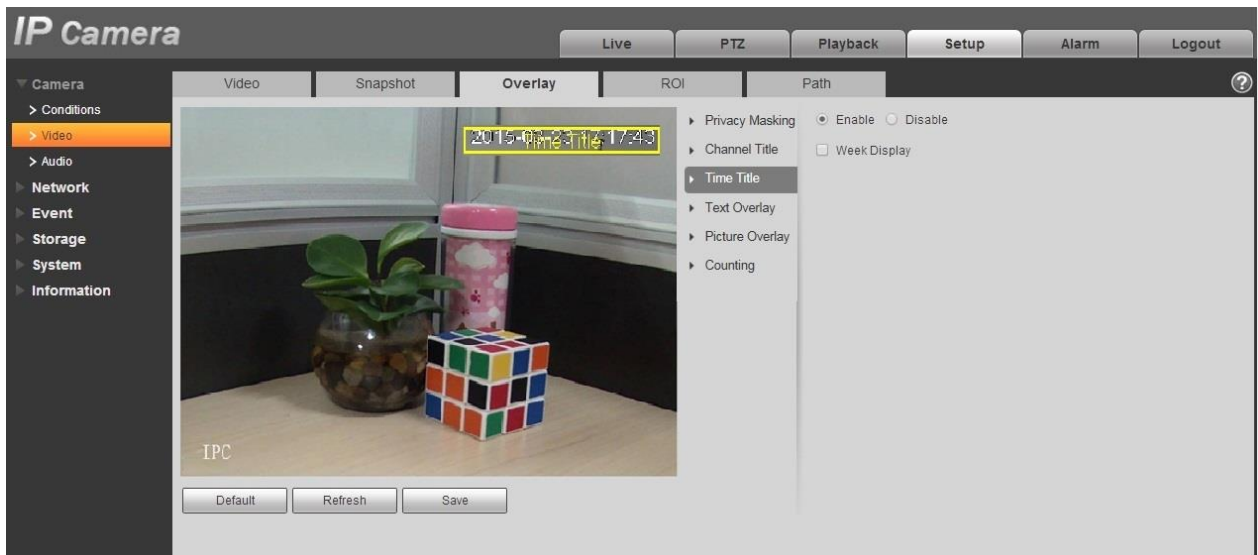 IP Camera
Live
PTZ
Playback
Setup
Alarm
Logout
Camera
> Conditions
> Video
> Audio
Network
Event
Storage
System
Information
Video
Snapshot
Overlay
ROI
Path
?
Time Title
IPC
Privacy Masking
Channel Title
Time Title
Text Overlay
Picture Overlay
Counting
Enable
Disable
Week Display
Default
Refresh
Save